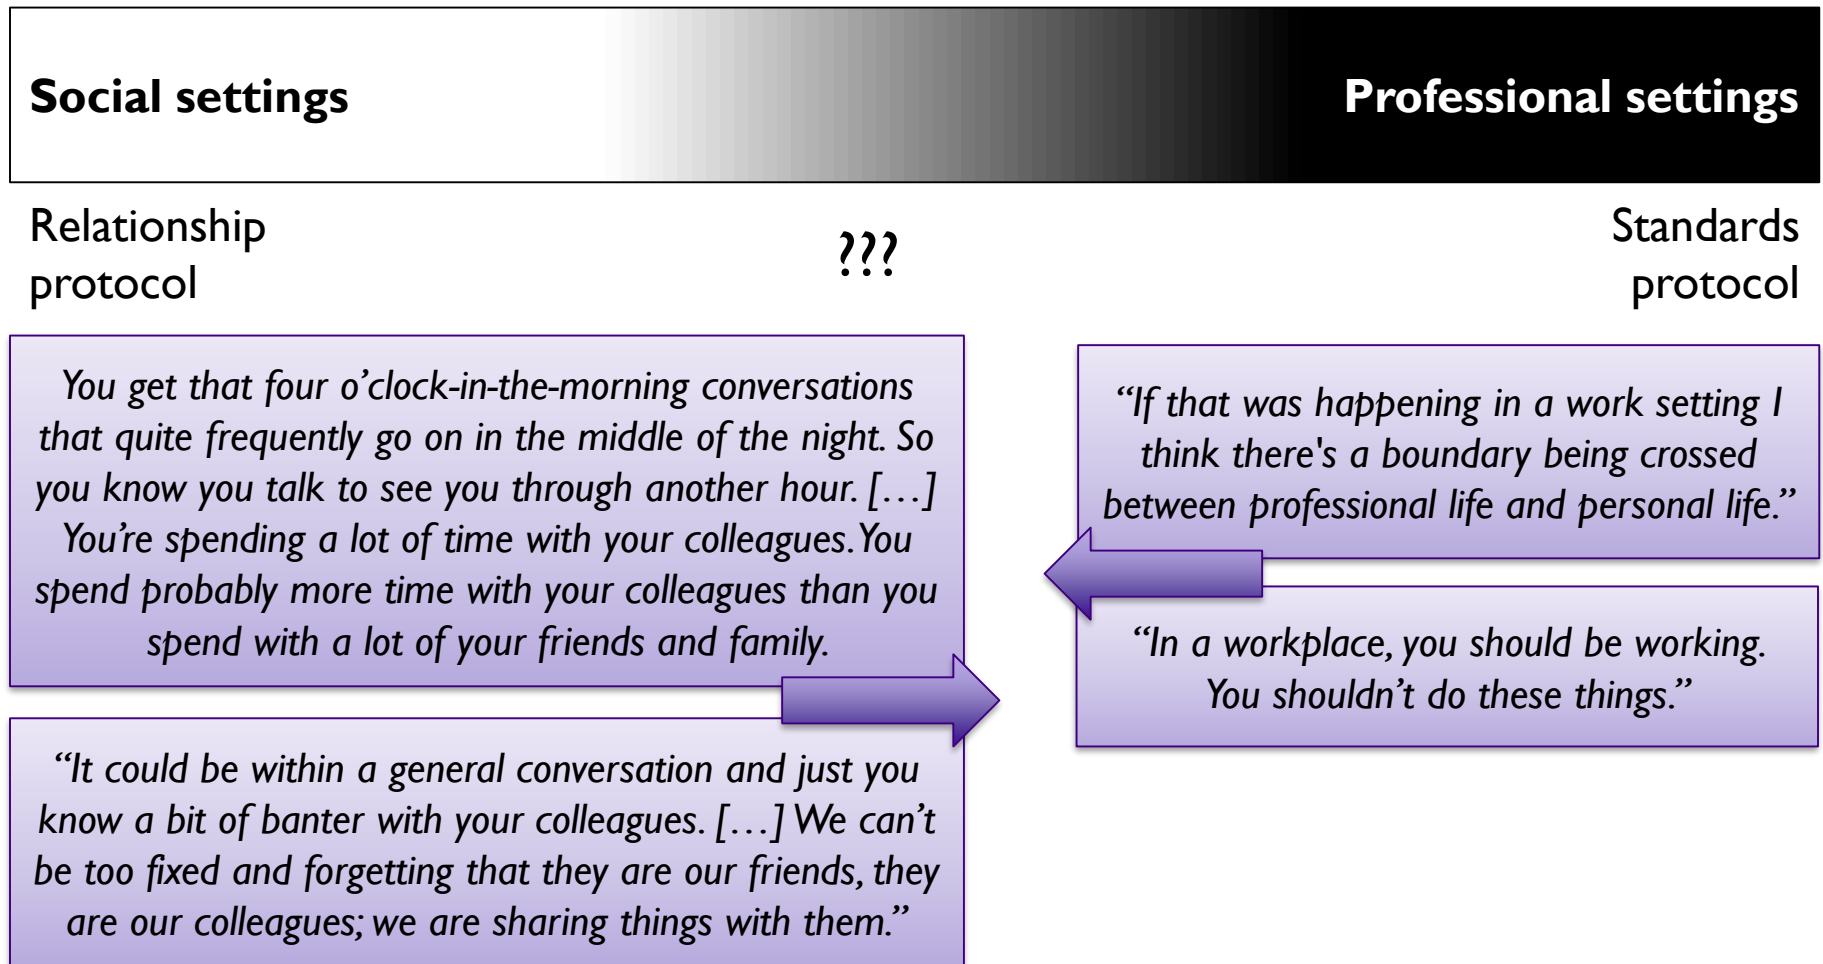 Social settings
Professional settings
Relationship
protocol
???
Standards
protocol
You get that four o’clock-in-the-morning conversations
that quite frequently go on in the middle of the night. So
you know you talk to see you through another hour. […]
You’re spending a lot of time with your colleagues. You
spend probably more time with your colleagues than you
spend with a lot of your friends and family.
“It could be within a general conversation and just you
know a bit of banter with your colleagues. […] We can’t
be too fixed and forgetting that they are our friends, they
are our colleagues; we are sharing things with them.”
“If that was happening in a work setting I
think there's a boundary being crossed
between professional life and personal life.”
“In a workplace, you should be working.
You shouldn’t do these things.”